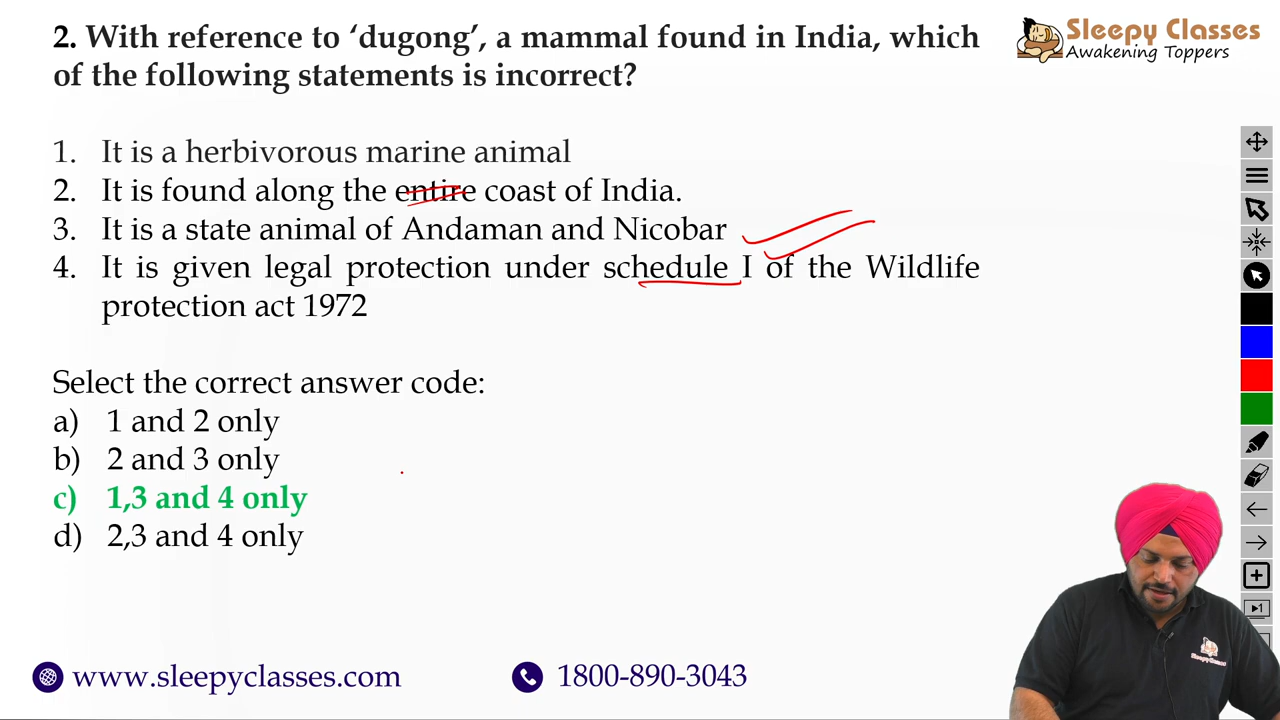 2. With reference to ‘dugong’, a mammal found in India, which
of the following statements is incorrect?
Sleepy Classes
Awakening Toppers
1. It is a herbivorous marine animal
2. It is found along the entire coast of India.
3. It is a state animal of Andaman and Nicobar
4. It is given legal protection under schedule I of the Wildlife
protection act 1972
Select the correct answer code:
a) 1 and 2 only
b) 2 and 3 only
c) 1,3 and 4 only
d) 2,3 and 4 only
www.sleepyclasses.com
1800-890-3043
Sleepy Classes